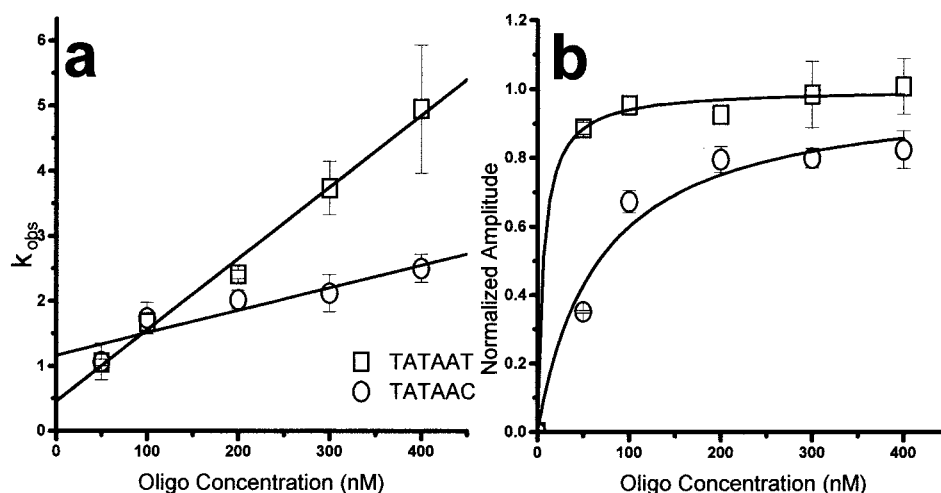 a
6
5
4
3
2
1
0
k_obs
0 100 200 300 400
Oligo Concentration (nM)
TATAAT
TATAAC
b
1.2
1.0
0.8
0.6
0.4
0.2
0.0
Normalized Amplitude
0 100 200 300 400
Oligo Concentration (nM)